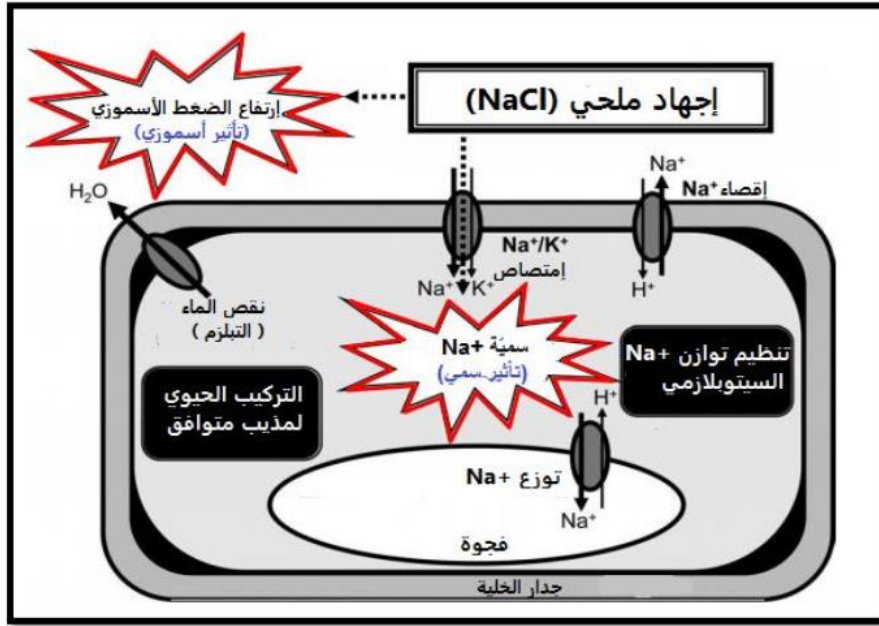 إجهاد ملحي (NaCl)
إرتفاع الضغط الأسموزي
(تأثير أسموزي)
H₂O
Na⁺
إقصاء Na⁺
H⁺
Na⁺/K⁺
إمتصاص
Na⁺ K⁺
نقص الماء
( التبلزم )
سميّة Na+
(تأثير سمي)
تنظيم توازن Na+
السيتوبلازمي
التركيب الحيوي
لمذيب متوافق
H⁺
توزع Na+
Na⁺
فجوة
جدار الخلية